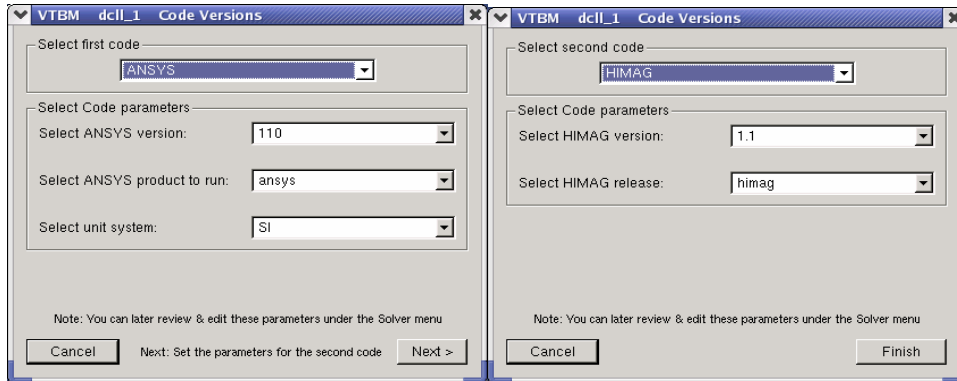 VTBM dcll_1 Code Versions
Select first code
ANSYS
Select Code parameters
Select ANSYS version: 110
Select ANSYS product to run: ansys
Select unit system: SI
Note: You can later review & edit these parameters under the Solver menu
Cancel Next: Set the parameters for the second code Next >
VTBM dcll_1 Code Versions
Select second code
HIMAG
Select Code parameters
Select HIMAG version: 1.1
Select HIMAG release: himag
Note: You can later review & edit these parameters under the Solver menu
Cancel Finish